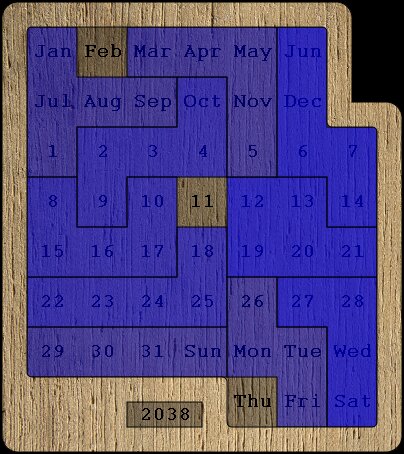 Jan Feb Mar Apr May Jun
Jul Aug Sep Oct Nov Dec
1 2 3 4 5 6 7
8 9 10 11 12 13 14
15 16 17 18 19 20 21
22 23 24 25 26 27 28
29 30 31 Sun Mon Tue Wed
Thu Fri Sat
2038